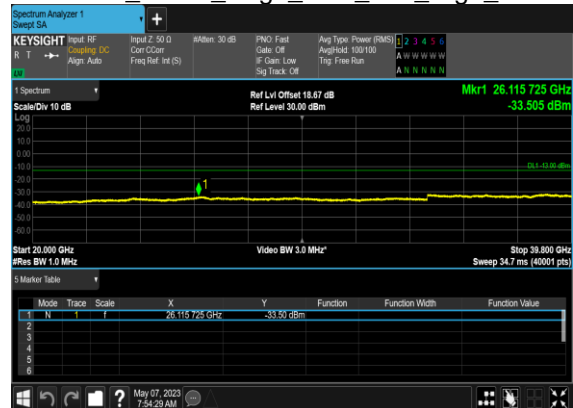 Spectrum Analyzer 1
Swept SA
KEYSIGHT
R T
LW
Input: RF
Coupling: DC
Align: Auto
Input Z: 50 Ω
Corr CCorr
Freq Ref: Int (S)
#Atten: 30 dB
PNO: Fast
Gate: Off
IF Gain: Low
Sig Track: Off
Avg Type: Power (RMS)
Avg|Hold: 100/100
Trig: Free Run
1 2 3 4 5 6
A W W W W W
A N N N N N
1 Spectrum
Scale/Div 10 dB
Ref Lvl Offset 18.67 dB
Ref Level 30.00 dBm
Mkr1 26.115 725 GHz
-33.505 dBm
Log
20.0
10.0
0.00
-10.0
DL1 -13.00 dBm
-20.0
1
-30.0
-40.0
-50.0
-60.0
Start 20.000 GHz
Video BW 3.0 MHz*
Stop 39.800 GHz
#Res BW 1.0 MHz
Sweep 34.7 ms (40001 pts)
5 Marker Table
Mode Trace Scale X Y Function Function Width Function Value
1 N 1 f 26.115 725 GHz -33.50 dBm
2
3
4
5
6
?
May 07, 2023
7:54:29 AM